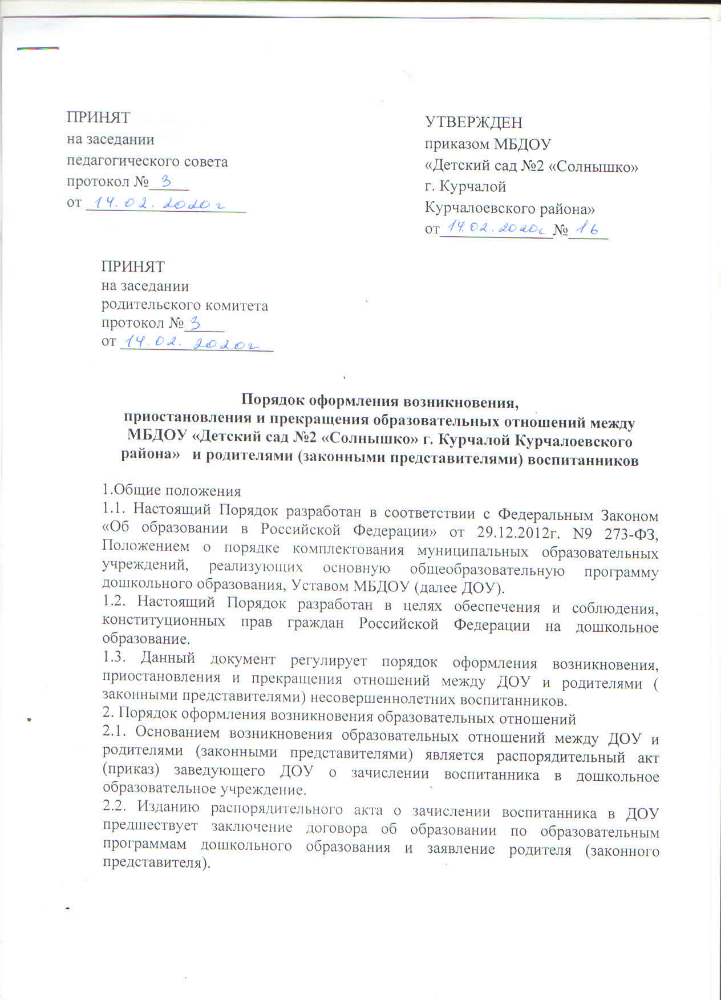 ПРИНЯТ
на заседании
педагогического совета
протокол № 3
от 14.02.2020г
УТВЕРЖДЕН
приказом МБДОУ
«Детский сад №2 «Солнышко»
г. Курчалой
Курчалоевского района»
от 14.02.2020г № 16
ПРИНЯТ
на заседании
родительского комитета
протокол № 3
от 14.02.2020г
Порядок оформления возникновения,
приостановления и прекращения образовательных отношений между
МБДОУ «Детский сад №2 «Солнышко» г. Курчалой Курчалоевского
района» и родителями (законными представителями) воспитанников
1.Общие положения
1.1. Настоящий Порядок разработан в соответствии с Федеральным Законом
«Об образовании в Российской Федерации» от 29.12.2012г. N9 273-ФЗ,
Положением о порядке комплектования муниципальных образовательных
учреждений, реализующих основную общеобразовательную программу
дошкольного образования, Уставом МБДОУ (далее ДОУ).
1.2. Настоящий Порядок разработан в целях обеспечения и соблюдения,
конституционных прав граждан Российской Федерации на дошкольное
образование.
1.3. Данный документ регулирует порядок оформления возникновения,
приостановления и прекращения отношений между ДОУ и родителями (
законными представителями) несовершеннолетних воспитанников.
2. Порядок оформления возникновения образовательных отношений
2.1. Основанием возникновения образовательных отношений между ДОУ и
родителями (законными представителями) является распорядительный акт
(приказ) заведующего ДОУ о зачислении воспитанника в дошкольное
образовательное учреждение.
2.2. Изданию распорядительного акта о зачислении воспитанника в ДОУ
предшествует заключение договора об образовании по образовательным
программам дошкольного образования и заявление родителя (законного
представителя).